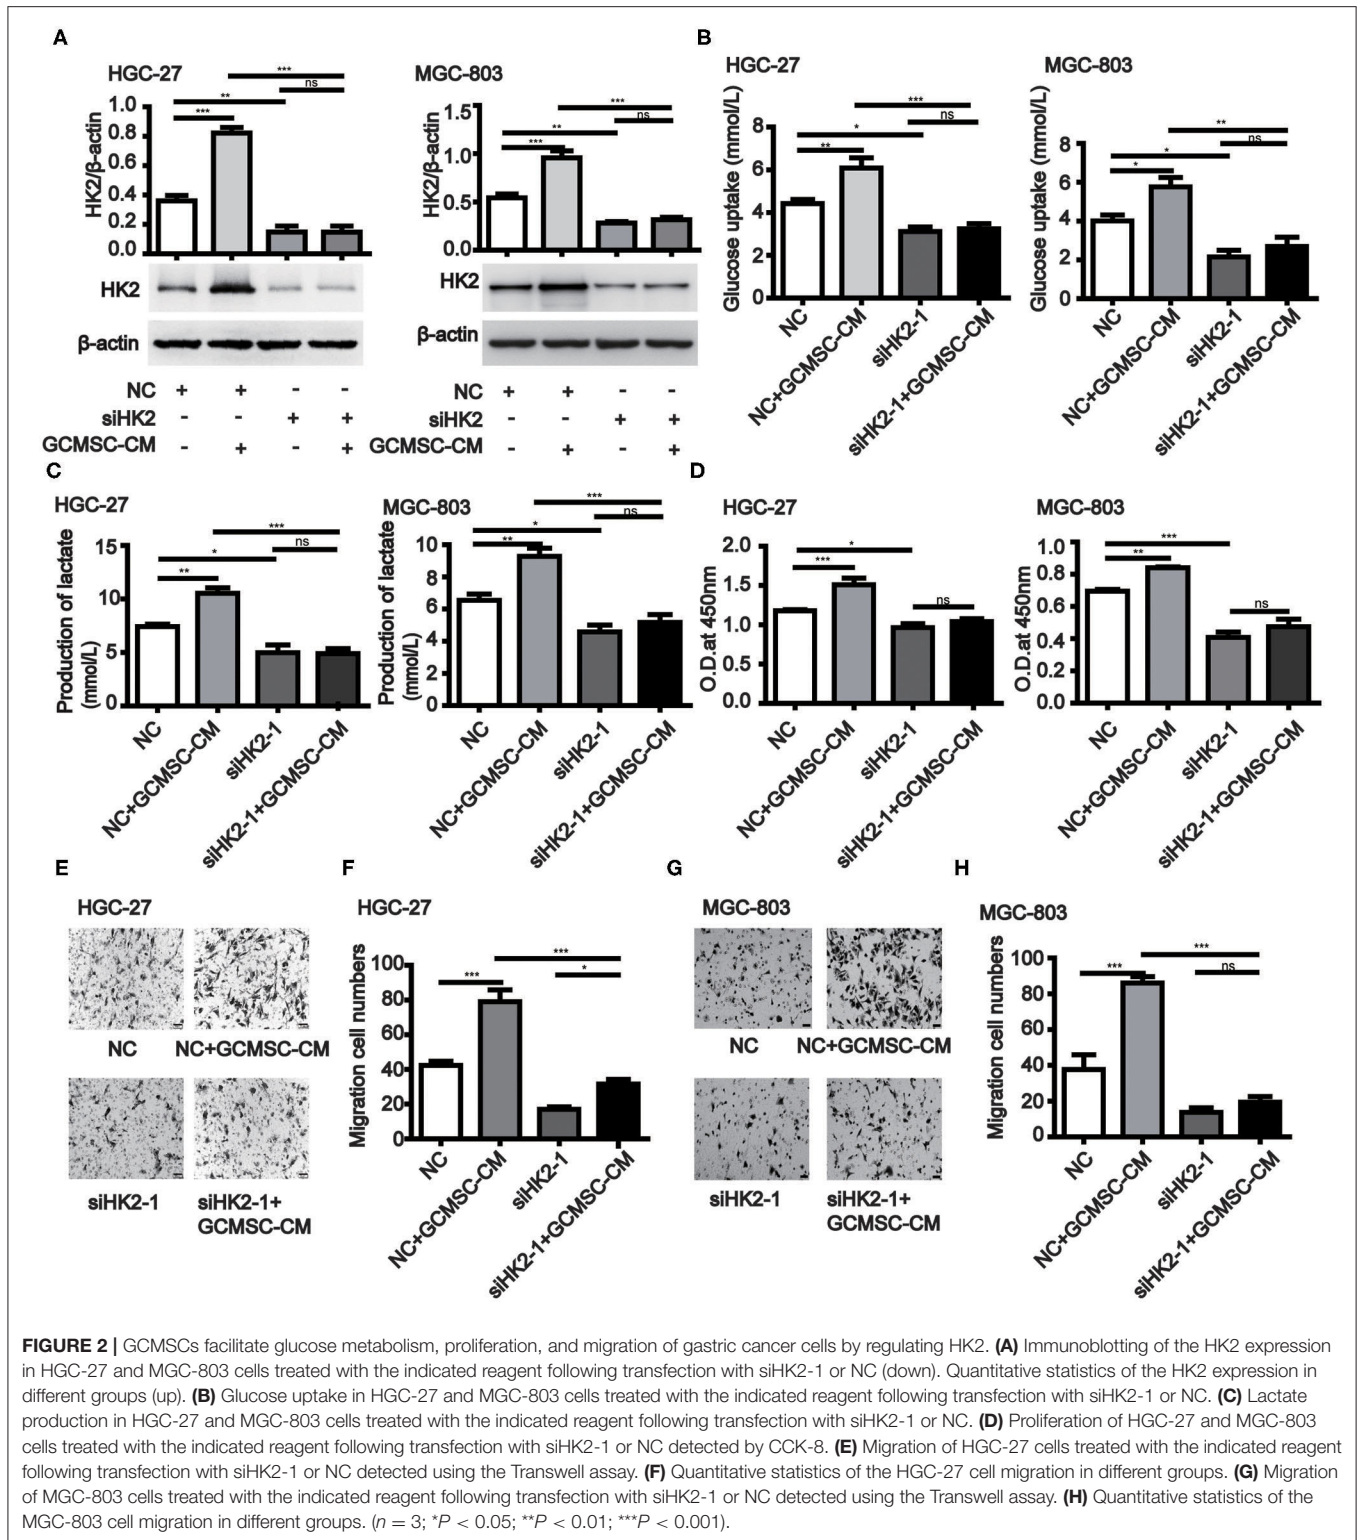 A
HGC-27
***
ns
**
***
HK2/β-actin
1.0
0.8
0.6
0.4
0.2
0.0
HK2
β-actin
NC + + - -
siHK2 - - + +
GCMSC-CM - + - +
MGC-803
***
ns
**
***
HK2/β-actin
1.5
1.0
0.5
0.0
HK2
β-actin
NC + + - -
siHK2 - - + +
GCMSC-CM - + - +
B
HGC-27
***
ns
*
**
Glucose uptake (mmol/L)
8
6
4
2
0
NC
NC+GCMSC-CM
siHK2-1
siHK2-1+GCMSC-CM
MGC-803
**
ns
*
*
Glucose uptake (mmol/L)
8
6
4
2
0
NC
NC+GCMSC-CM
siHK2-1
siHK2-1+GCMSC-CM
C
HGC-27
***
ns
*
**
Production of lactate
(mmol/L)
15
10
5
0
NC
NC+GCMSC-CM
siHK2-1
siHK2-1+GCMSC-CM
MGC-803
***
ns
*
**
Production of lactate
(mmol/L)
10
8
6
4
2
0
NC
NC+GCMSC-CM
siHK2-1
siHK2-1+GCMSC-CM
D
HGC-27
*
***
ns
O.D.at 450nm
2.0
1.5
1.0
0.5
0.0
NC
NC+GCMSC-CM
siHK2-1
siHK2-1+GCMSC-CM
MGC-803
***
**
ns
O.D.at 450nm
1.0
0.8
0.6
0.4
0.2
0.0
NC
NC+GCMSC-CM
siHK2-1
siHK2-1+GCMSC-CM
E
HGC-27
NC
NC+GCMSC-CM
siHK2-1
siHK2-1+
GCMSC-CM
F
HGC-27
***
***
*
Migration cell numbers
100
80
60
40
20
0
NC
NC+GCMSC-CM
siHK2-1
siHK2-1+GCMSC-CM
G
MGC-803
NC
NC+GCMSC-CM
siHK2-1
siHK2-1+
GCMSC-CM
H
MGC-803
***
***
ns
Migration cell numbers
100
80
60
40
20
0
NC
NC+GCMSC-CM
siHK2-1
siHK2-1+GCMSC-CM
FIGURE 2 | GCMSCs facilitate glucose metabolism, proliferation, and migration of gastric cancer cells by regulating HK2. (A) Immunoblotting of the HK2 expression
in HGC-27 and MGC-803 cells treated with the indicated reagent following transfection with siHK2-1 or NC (down). Quantitative statistics of the HK2 expression in
different groups (up). (B) Glucose uptake in HGC-27 and MGC-803 cells treated with the indicated reagent following transfection with siHK2-1 or NC. (C) Lactate
production in HGC-27 and MGC-803 cells treated with the indicated reagent following transfection with siHK2-1 or NC. (D) Proliferation of HGC-27 and MGC-803
cells treated with the indicated reagent following transfection with siHK2-1 or NC detected by CCK-8. (E) Migration of HGC-27 cells treated with the indicated reagent
following transfection with siHK2-1 or NC detected using the Transwell assay. (F) Quantitative statistics of the HGC-27 cell migration in different groups. (G) Migration
of MGC-803 cells treated with the indicated reagent following transfection with siHK2-1 or NC detected using the Transwell assay. (H) Quantitative statistics of the
MGC-803 cell migration in different groups. (n = 3; *P < 0.05; **P < 0.01; ***P < 0.001).